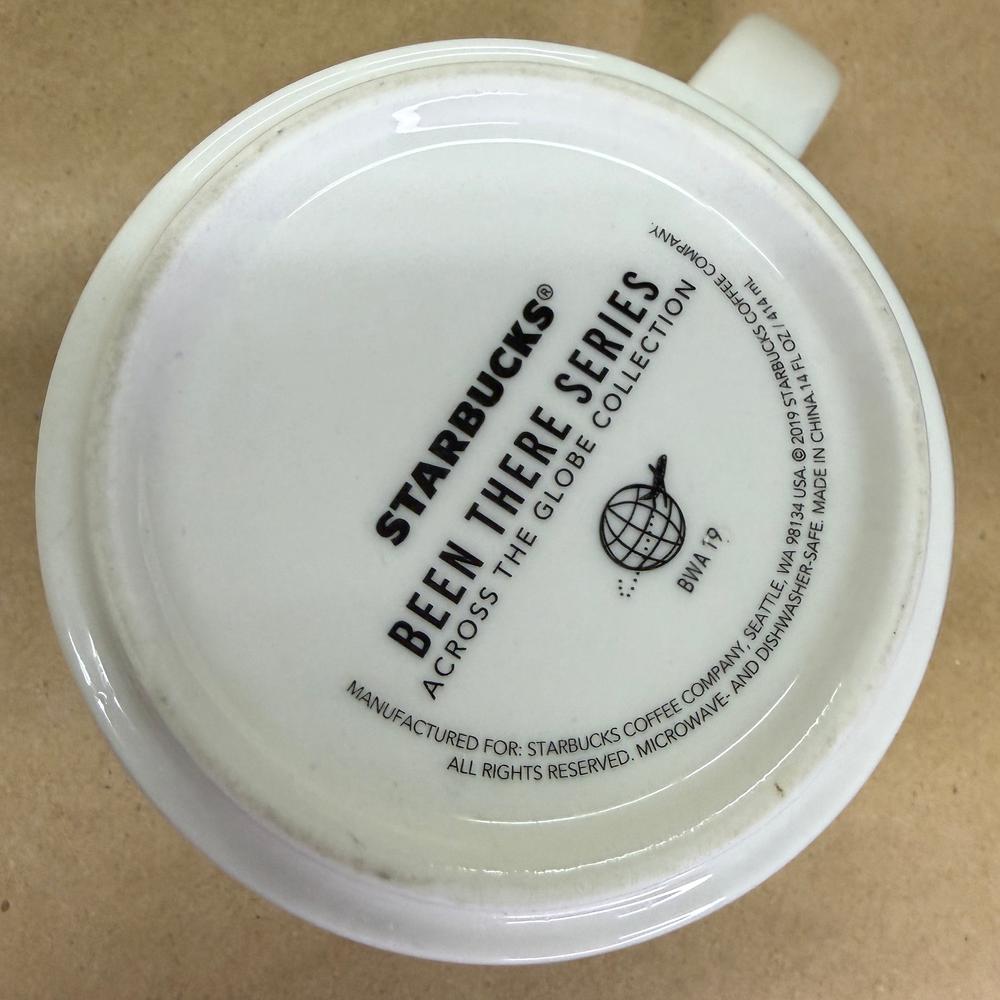 STARBUCKS®
BEEN THERE SERIES
ACROSS THE GLOBE COLLECTION
BWA 19
MANUFACTURED FOR: STARBUCKS COFFEE COMPANY, SEATTLE, WA 98134 USA. © 2019 STARBUCKS COFFEE COMPANY.
ALL RIGHTS RESERVED. MICROWAVE- AND DISHWASHER-SAFE. MADE IN CHINA.14 FL OZ / 414 mL